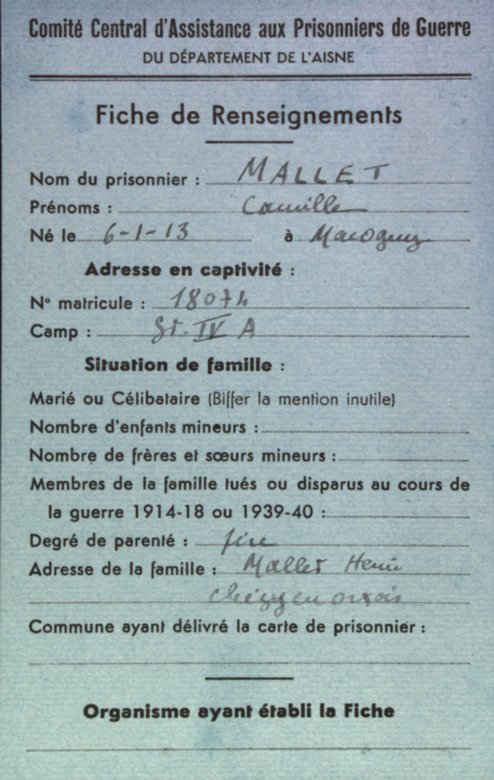 Comité Central d'Assistance aux Prisonniers de Guerre
DU DÉPARTEMENT DE L'AISNE
Fiche de Renseignements
Nom du prisonnier : MALLET
Prénoms : Camille
Né le 6-1-13 à
Adresse en captivité :
N° matricule : 18074
Camp : St. IV A
Situation de famille :
Marié ou Célibataire (Biffer la mention inutile)
Nombre d'enfants mineurs :
Nombre de frères et sœurs mineurs :
Membres de la famille tués ou disparus au cours de
la guerre 1914-18 ou 1939-40 :
Degré de parenté :
Adresse de la famille : Mallet Henri
Chézy en orxois
Commune ayant délivré la carte de prisonnier :
Organisme ayant établi la Fiche